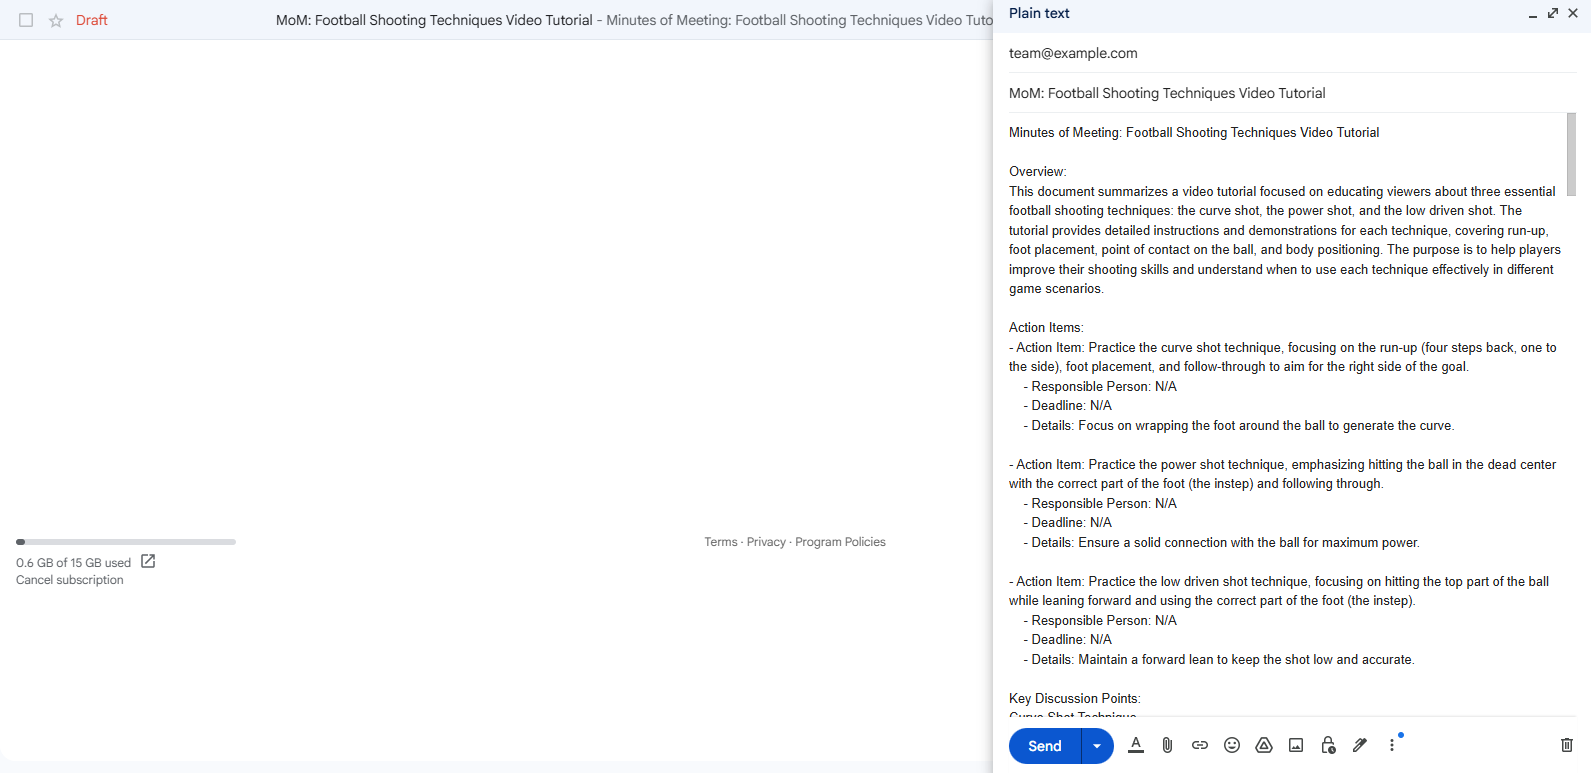 Draft
MoM: Football Shooting Techniques Video Tutorial - Minutes of Meeting: Football Shooting Techniques Video Tuto
0.6 GB of 15 GB used
Cancel subscription
Terms · Privacy · Program Policies
Plain text
team@example.com
MoM: Football Shooting Techniques Video Tutorial
Minutes of Meeting: Football Shooting Techniques Video Tutorial
Overview:
This document summarizes a video tutorial focused on educating viewers about three essential
football shooting techniques: the curve shot, the power shot, and the low driven shot. The
tutorial provides detailed instructions and demonstrations for each technique, covering run-up,
foot placement, point of contact on the ball, and body positioning. The purpose is to help players
improve their shooting skills and understand when to use each technique effectively in different
game scenarios.
Action Items:
- Action Item: Practice the curve shot technique, focusing on the run-up (four steps back, one to
the side), foot placement, and follow-through to aim for the right side of the goal.
- Responsible Person: N/A
- Deadline: N/A
- Details: Focus on wrapping the foot around the ball to generate the curve.
- Action Item: Practice the power shot technique, emphasizing hitting the ball in the dead center
with the correct part of the foot (the instep) and following through.
- Responsible Person: N/A
- Deadline: N/A
- Details: Ensure a solid connection with the ball for maximum power.
- Action Item: Practice the low driven shot technique, focusing on hitting the top part of the ball
while leaning forward and using the correct part of the foot (the instep).
- Responsible Person: N/A
- Deadline: N/A
- Details: Maintain a forward lean to keep the shot low and accurate.
Key Discussion Points:
Curve Shot Technique
Send